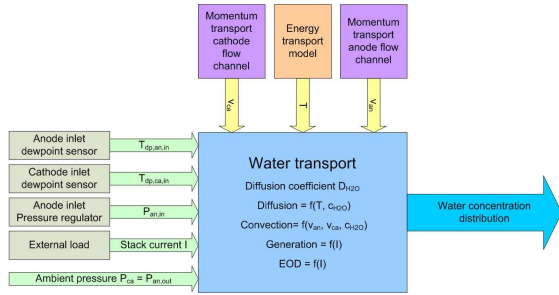 Momentum
transport
cathode
flow
channel
Energy
transport
model
Momentum
transport
anode flow
channel
Vca
T
Van
Anode inlet
dewpoint sensor
Tdp,an,in
Cathode inlet
dewpoint sensor
Tdp,ca,in
Anode inlet
Pressure regulator
Pan,in
External load
Stack current I
Ambient pressure Pca = Pan,out
Water transport
Diffusion coefficient DH2O
Diffusion = f(T, cH2O)
Convection= f(van, vca, cH2O)
Generation = f(I)
EOD = f(I)
Water concentration
distribution